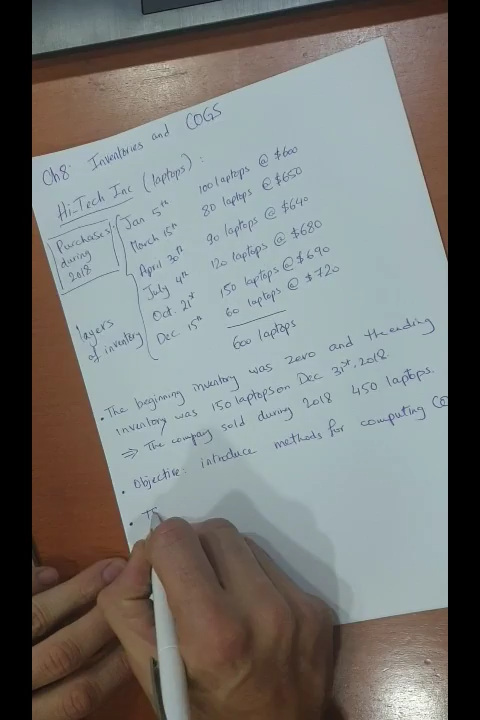 Ch8: Inventories and COGS
Hi-Tech Inc (laptops):
Purchases during 2018
Jan 5th 100 laptops @ $600
March 15th 80 laptops @ $650
April 30th 90 laptops @ $640
July 4th 120 laptops @ $680
Oct. 21st 150 laptops @ $690
Dec. 15th 60 laptops @ $720
layers of inventory
600 laptops
• The beginning inventory was zero and the ending
inventory was 150 laptops on Dec 31st, 2018.
⇒ The company sold during 2018 450 laptops.
• Objective: introduce methods for computing CO
• T